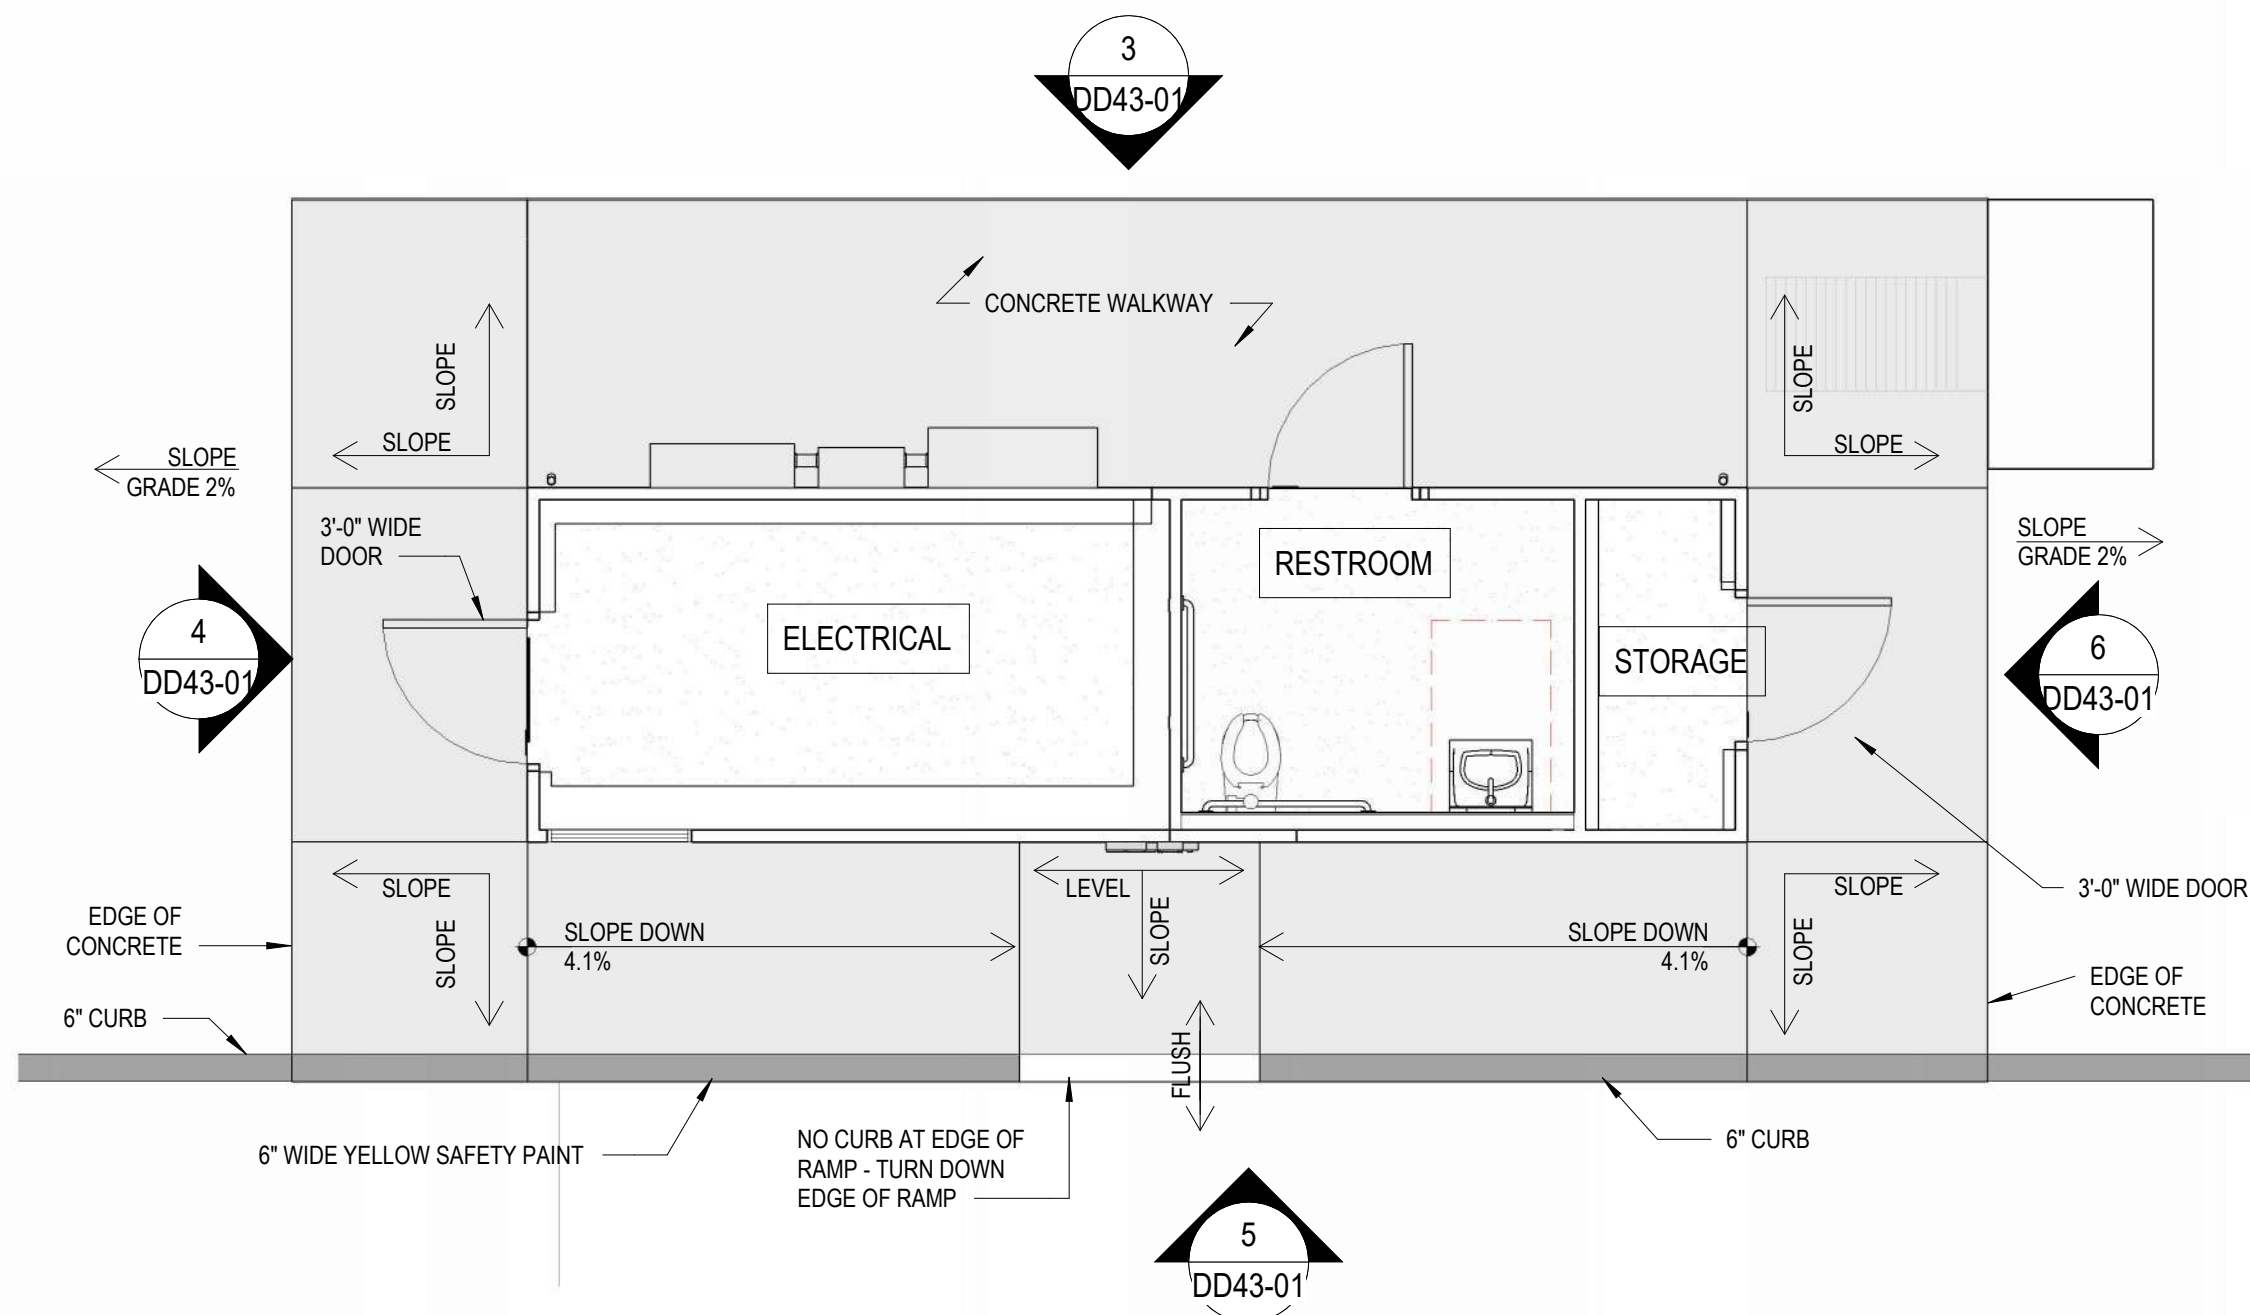 3
DD43-01
CONCRETE WALKWAY
SLOPE
SLOPE
SLOPE
SLOPE
SLOPE
GRADE 2%
SLOPE
GRADE 2%
3'-0" WIDE
DOOR
RESTROOM
ELECTRICAL
STORAGE
4
DD43-01
6
DD43-01
SLOPE
SLOPE
LEVEL
SLOPE
SLOPE
SLOPE
3'-0" WIDE DOOR
EDGE OF
CONCRETE
SLOPE DOWN
4.1%
SLOPE DOWN
4.1%
EDGE OF
CONCRETE
6" CURB
FLUSH
6" WIDE YELLOW SAFETY PAINT
NO CURB AT EDGE OF
RAMP - TURN DOWN
EDGE OF RAMP
6" CURB
5
DD43-01